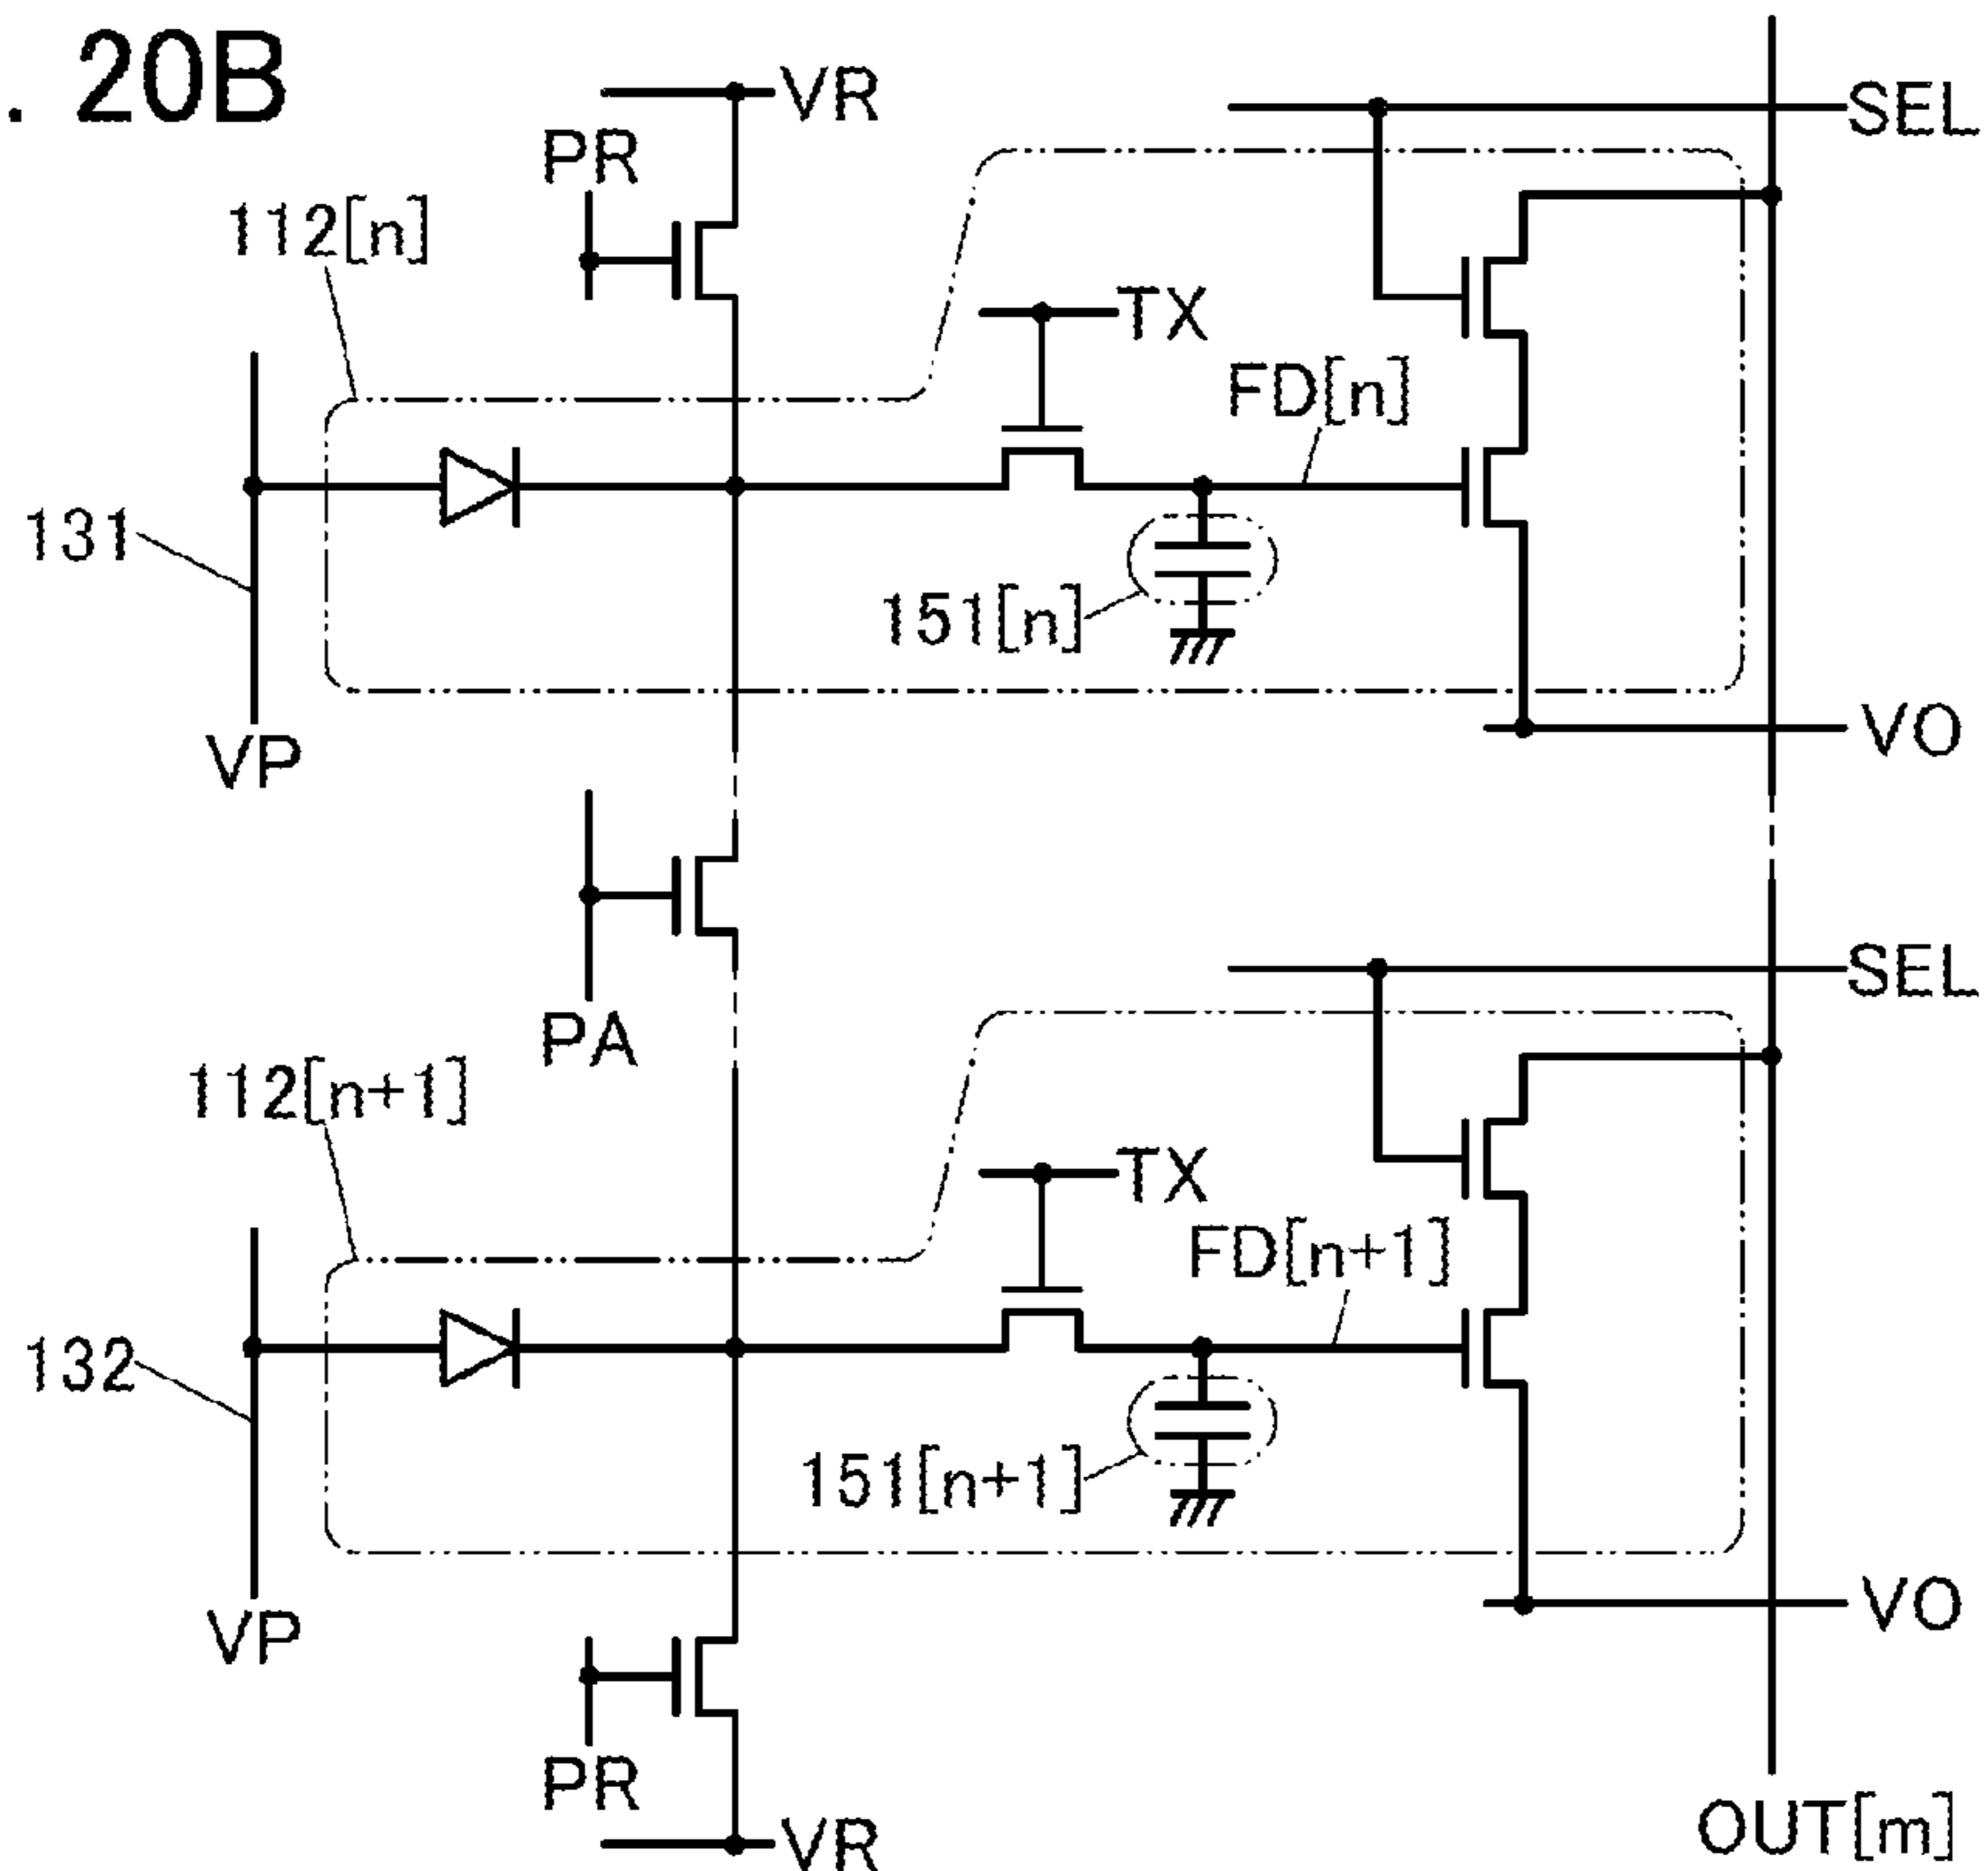 . 20B
VR
SEL
PR
112[n]
TX
FD[n]
131
151[n]
VO
VP
SEL
PA
112[n+1]
TX
FD[n+1]
132
151[n+1]
VO
VP
PR
VR
OUT[m]